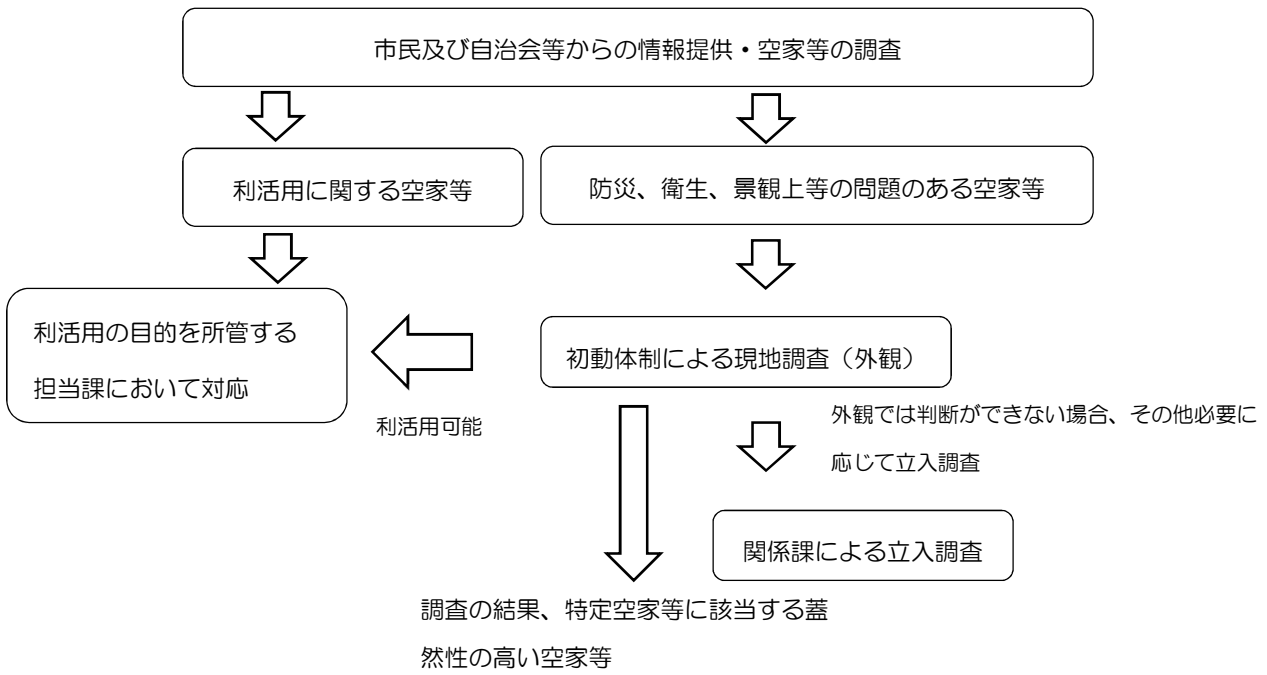 市民及び自治会等からの情報提供・空家等の調査
利活用に関する空家等
防災、衛生、景観上等の問題のある空家等
利活用の目的を所管する
担当課において対応
利活用可能
初動体制による現地調査（外観）
外観では判断ができない場合、その他必要に
応じて立入調査
関係課による立入調査
調査の結果、特定空家等に該当する蓋
然性の高い空家等